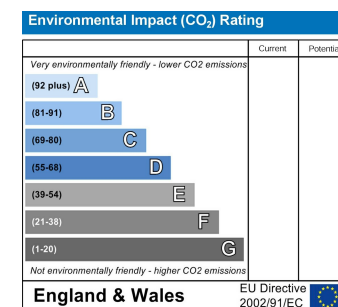 Environmental Impact (CO₂) Rating
Current Potentia
Very environmentally friendly - lower CO2 emissions
(92 plus) A
(81-91) B
(69-80) C
(55-68) D
(39-54) E
(21-38) F
(1-20) G
Not environmentally friendly - higher CO2 emissions
England & Wales
EU Directive
2002/91/EC